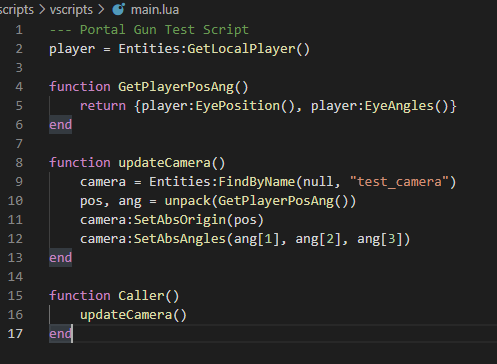 scripts > vscripts > main.lua
1 --- Portal Gun Test Script
2 player = Entities:GetLocalPlayer()
3
4 function GetPlayerPosAng()
5 return {player:EyePosition(), player:EyeAngles()}
6 end
7
8 function updateCamera()
9 camera = Entities:FindByName(null, "test_camera")
10 pos, ang = unpack(GetPlayerPosAng())
11 camera:SetAbsOrigin(pos)
12 camera:SetAbsAngles(ang[1], ang[2], ang[3])
13 end
14
15 function Caller()
16 updateCamera()
17 end